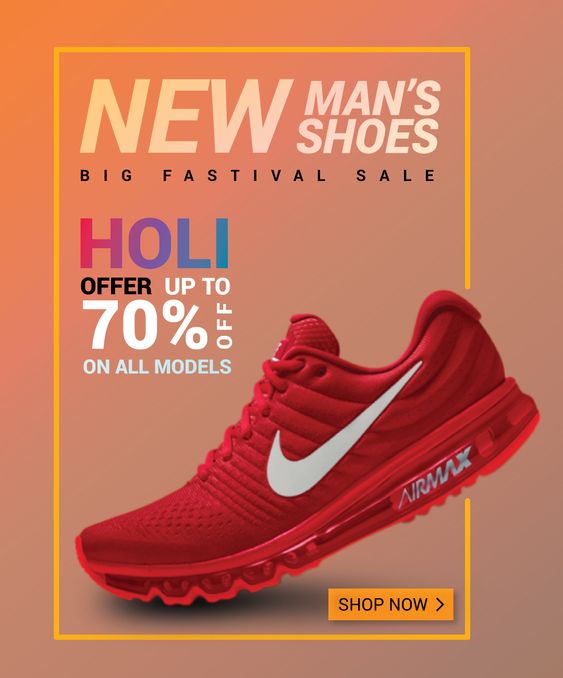 NEW MAN'S
SHOES
BIG FASTIVAL SALE
HOLI
OFFER UP TO
70% OFF
ON ALL MODELS
AIRMAX
SHOP NOW >